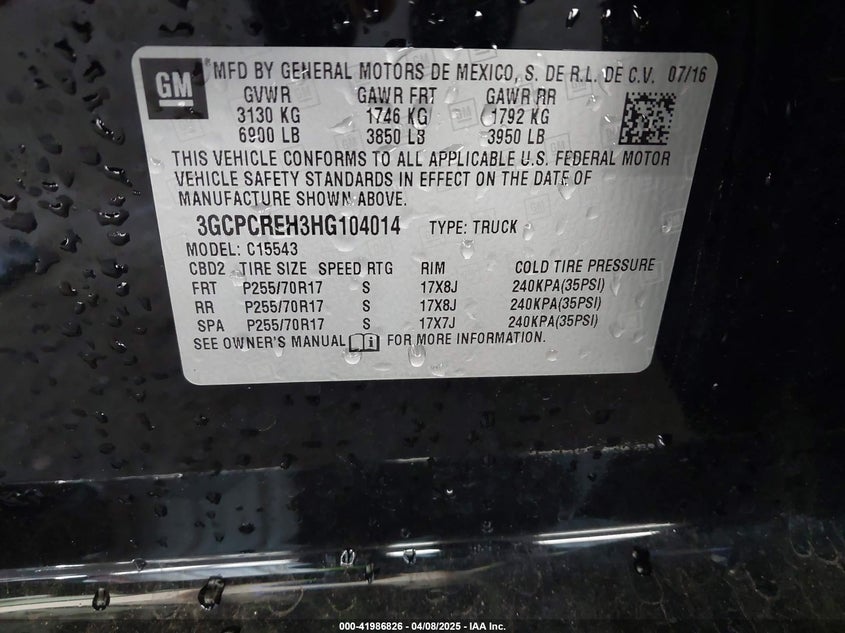 GM MFD BY GENERAL MOTORS DE MEXICO, S. DE R.L. DE C.V. 07/16
GVWR GAWR FRT GAWR RR
3130 KG 1746 KG 1792 KG
6900 LB 3850 LB 3950 LB
THIS VEHICLE CONFORMS TO ALL APPLICABLE U.S. FEDERAL MOTOR
VEHICLE SAFETY STANDARDS IN EFFECT ON THE DATE OF
MANUFACTURE SHOWN ABOVE.
3GCPCREH3HG104014 TYPE: TRUCK
MODEL: C15543
CBD2 TIRE SIZE SPEED RTG RIM COLD TIRE PRESSURE
FRT P255/70R17 S 17X8J 240KPA(35PSI)
RR P255/70R17 S 17X8J 240KPA(35PSI)
SPA P255/70R17 S 17X7J 240KPA(35PSI)
SEE OWNER'S MANUAL FOR MORE INFORMATION.
000-41986826 - 04/08/2025 - IAA Inc.